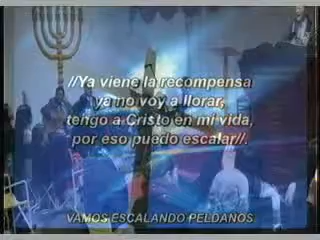 //Ya viene la recompensa
ya no voy a llorar,
tengo a Cristo en mi vida,
por eso puedo escalar//.
VAMOS ESCALANDO PELDAÑOS